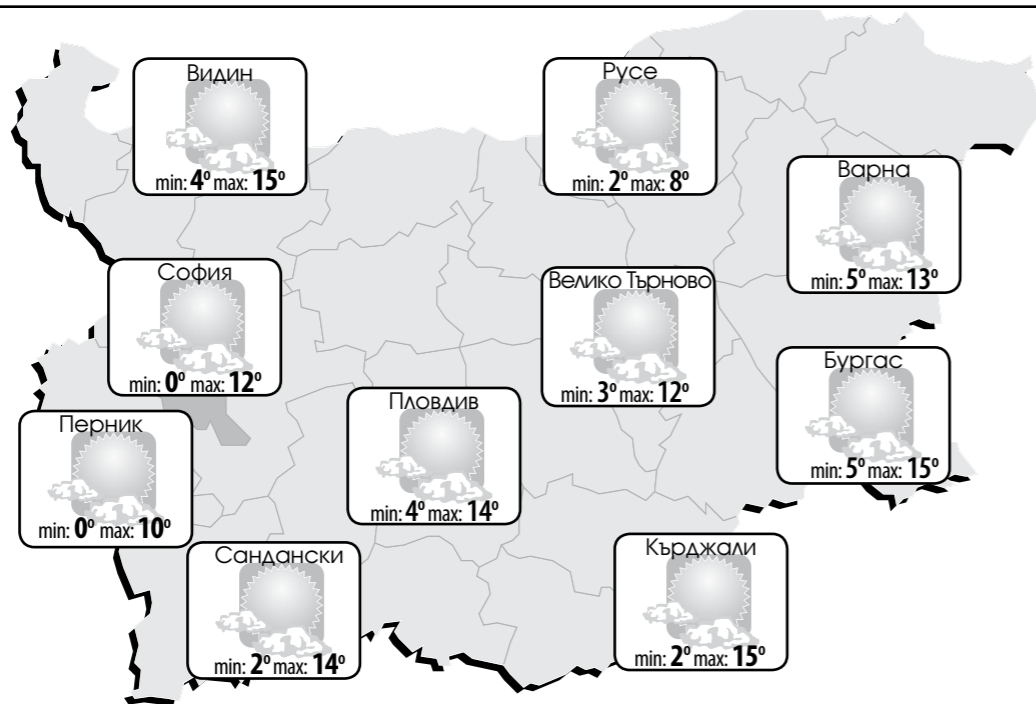 Видин
min: 4° max: 15°
Русе
min: 2° max: 8°
Варна
min: 5° max: 13°
София
min: 0° max: 12°
Велико Търново
min: 3° max: 12°
Бургас
min: 5° max: 15°
Пловдив
min: 4° max: 14°
Перник
min: 0° max: 10°
Сандански
min: 2° max: 14°
Кърджали
min: 2° max: 15°